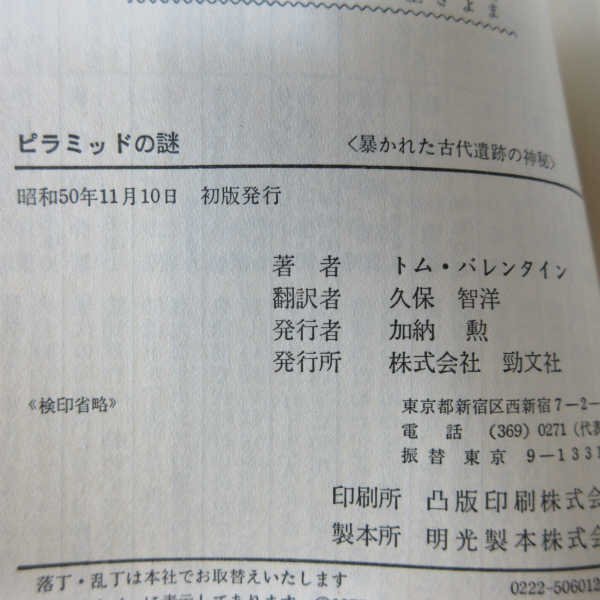 ピラミッドの謎 〈暴かれた古代遺跡の神秘〉
昭和50年11月10日 初版発行
著者 トム・バレンタイン
翻訳者 久保 智洋
発行者 加納 勲
発行所 株式会社 勁文社
《検印省略》
東京都新宿区西新宿7－2－
電話 (369) 0271 (代表
振替 東京 9－1331
印刷所 凸版印刷株式会
製本所 明光製本株式会
落丁・乱丁は本社でお取替えいたします
0222-506012